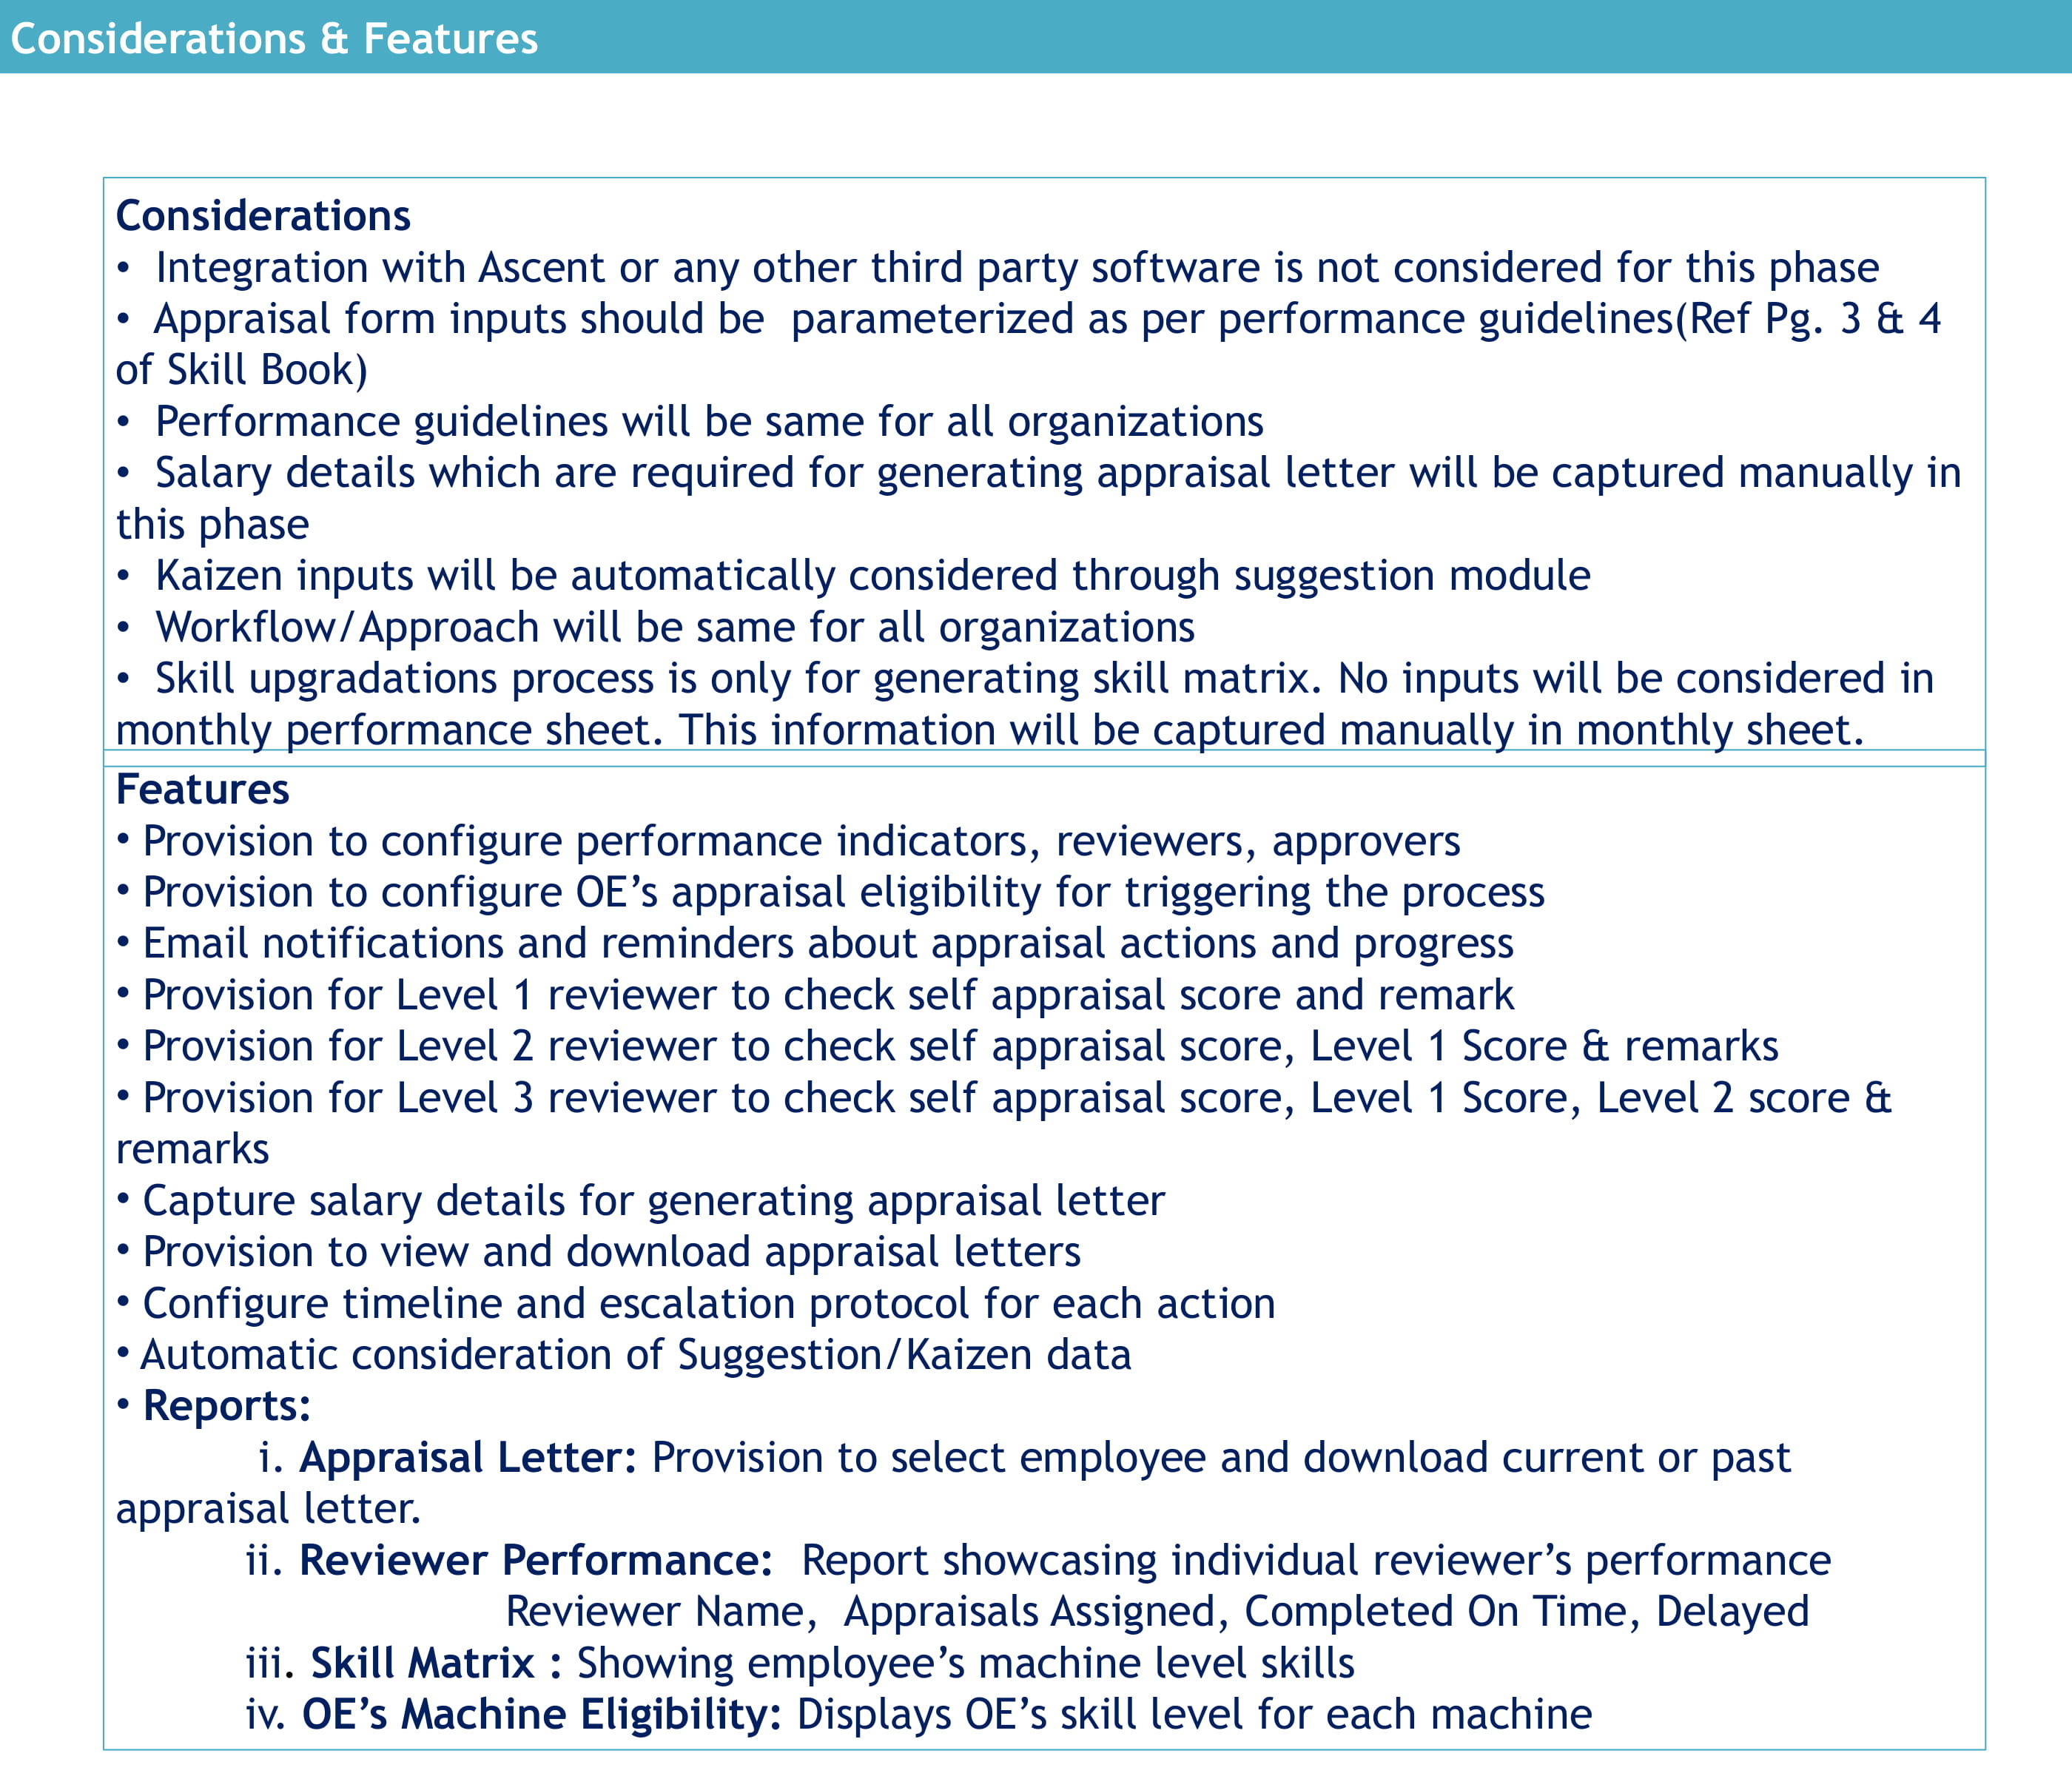 Considerations & Features
Considerations
• Integration with Ascent or any other third party software is not considered for this phase
• Appraisal form inputs should be  parameterized as per performance guidelines(Ref Pg. 3 & 4
of Skill Book)
• Performance guidelines will be same for all organizations
• Salary details which are required for generating appraisal letter will be captured manually in
this phase
• Kaizen inputs will be automatically considered through suggestion module
• Workflow/Approach will be same for all organizations
• Skill upgradations process is only for generating skill matrix. No inputs will be considered in
monthly performance sheet. This information will be captured manually in monthly sheet.
Features
• Provision to configure performance indicators, reviewers, approvers
• Provision to configure OE’s appraisal eligibility for triggering the process
• Email notifications and reminders about appraisal actions and progress
• Provision for Level 1 reviewer to check self appraisal score and remark
• Provision for Level 2 reviewer to check self appraisal score, Level 1 Score & remarks
• Provision for Level 3 reviewer to check self appraisal score, Level 1 Score, Level 2 score &
remarks
• Capture salary details for generating appraisal letter
• Provision to view and download appraisal letters
• Configure timeline and escalation protocol for each action
• Automatic consideration of Suggestion/Kaizen data
• Reports:
i. Appraisal Letter: Provision to select employee and download current or past
appraisal letter.
ii. Reviewer Performance:  Report showcasing individual reviewer’s performance
Reviewer Name,  Appraisals Assigned, Completed On Time, Delayed
iii. Skill Matrix : Showing employee’s machine level skills
iv. OE’s Machine Eligibility: Displays OE’s skill level for each machine